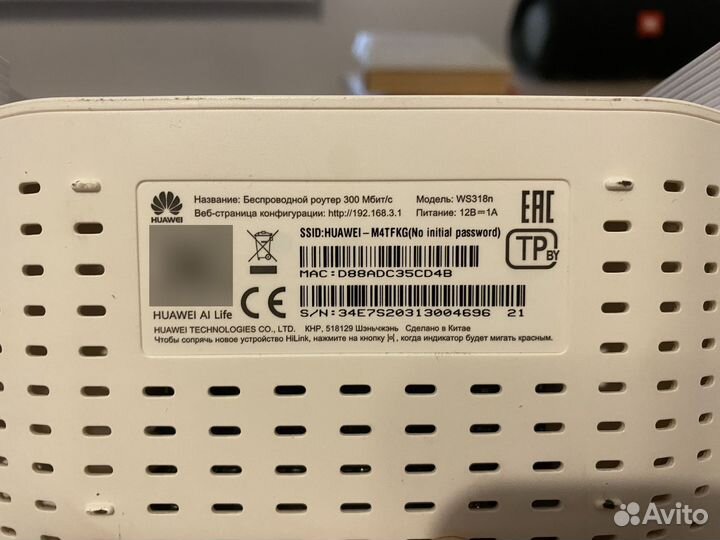 JBL
HUAWEI
Название: Беспроводной роутер 300 Мбит/с Модель: WS318n
Веб-страница конфигурации: http://192.168.3.1 Питание: 12В⎓1А
EAC
SSID:HUAWEI-M4TFKG(No initial password)
TP BY
MAC:D88ADC35CD4B
CE
S/N:34E7S20313004696 21
HUAWEI AI Life
HUAWEI TECHNOLOGIES CO., LTD. КНР, 518129 Шэньчжэнь Сделано в Китае
Чтобы сопрячь новое устройство HiLink, нажмите на кнопку |o|, когда индикатор будет мигать красным.
Avito